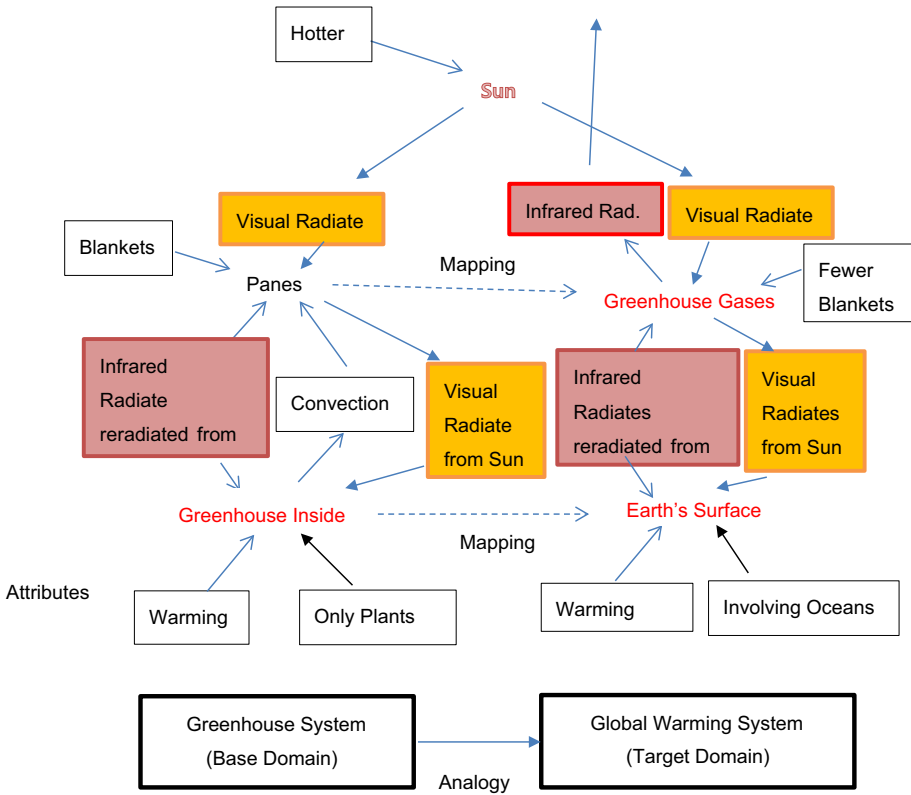 Hotter
Sun
Visual Radiate
Infrared Rad.
Visual Radiate
Blankets
Panes
Mapping
Greenhouse Gases
Fewer
Blankets
Infrared
Radiate
reradiated from
Convection
Visual
Radiate
from Sun
Infrared
Radiates
reradiated from
Visual
Radiates
from Sun
Greenhouse Inside
Mapping
Earth's Surface
Attributes
Warming
Only Plants
Warming
Involving Oceans
Greenhouse System
(Base Domain)
Analogy
Global Warming System
(Target Domain)